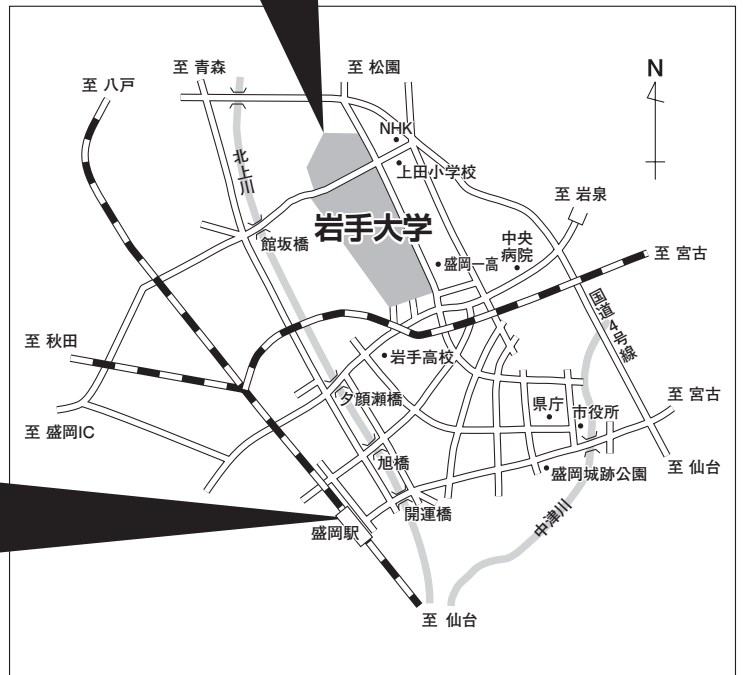 至 青森
至 松園
至 八戸
N
NHK
上田小学校
北上川
至 岩泉
岩手大学
館坂橋
中央
病院
盛岡一高
至 宮古
国道4号線
至 秋田
岩手高校
夕顔瀬橋
県庁
市役所
至 宮古
至 盛岡IC
旭橋
盛岡城跡公園
至 仙台
開運橋
中津川
盛岡駅
至 仙台